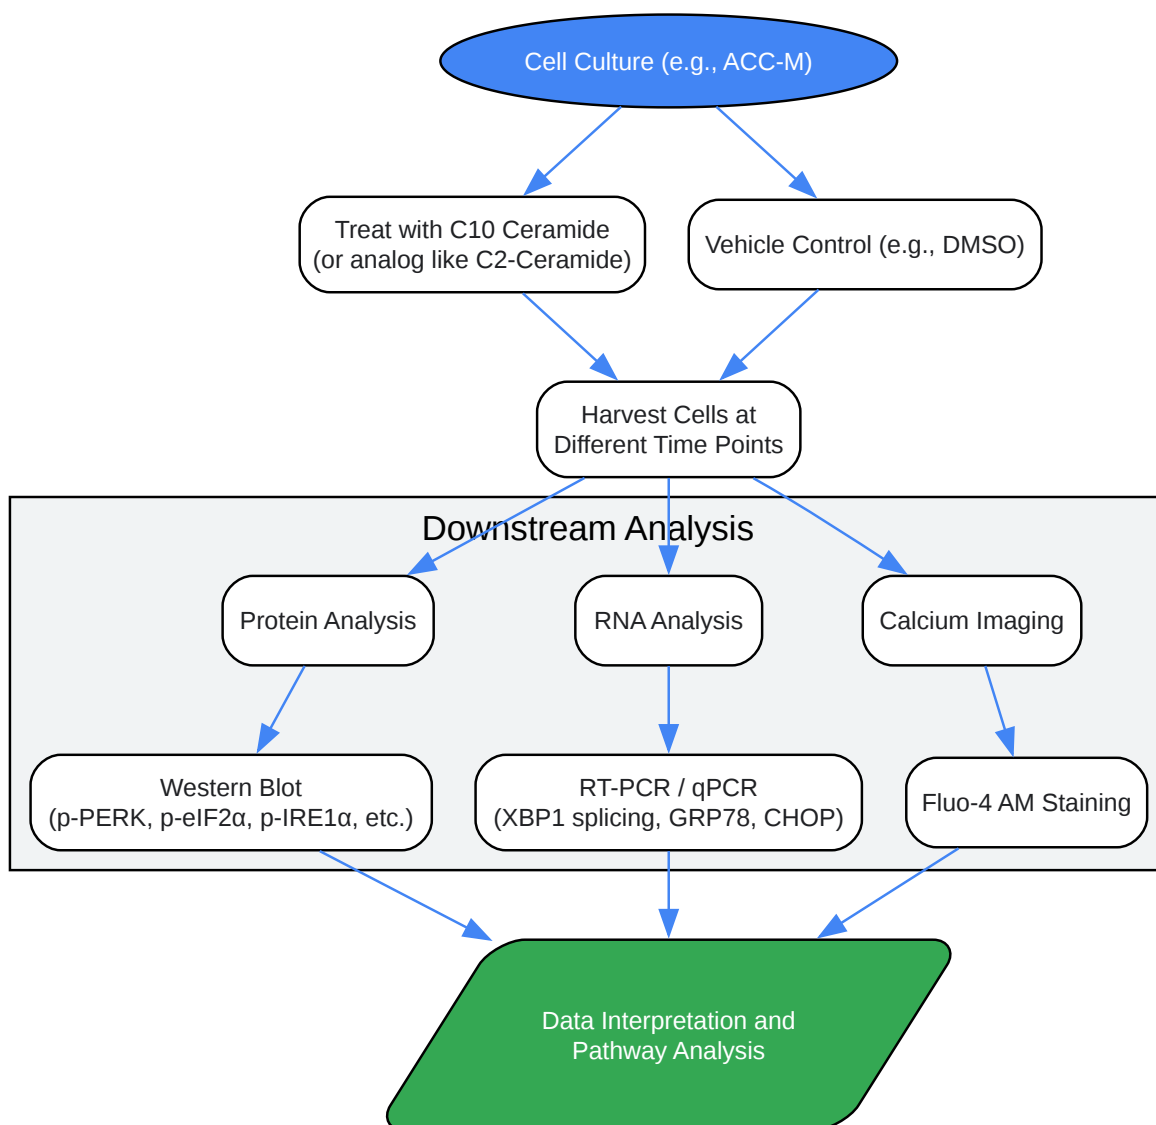 Cell Culture (e.g., ACC-M)
Treat with C10 Ceramide
(or analog like C2-Ceramide)
Vehicle Control (e.g., DMSO)
Harvest Cells at
Different Time Points
Downstream Analysis
Protein Analysis
RNA Analysis
Calcium Imaging
Western Blot
(p-PERK, p-eIF2α, p-IRE1α, etc.)
RT-PCR / qPCR
(XBP1 splicing, GRP78, CHOP)
Fluo-4 AM Staining
Data Interpretation and
Pathway Analysis